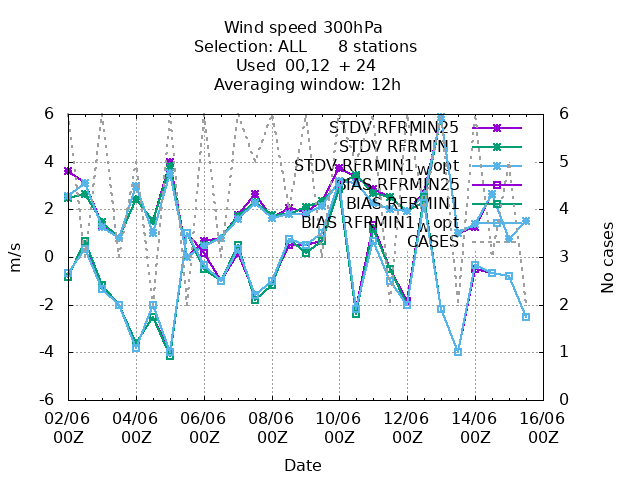 Wind speed 300hPa
Selection: ALL 8 stations
Used 00,12 + 24
Averaging window: 12h
6 6
STDV RFRMIN25
STDV RFRMIN1
4 5
STDV RFRMIN1_w_opt
BIAS RFRMIN25
BIAS RFRMIN1
2 4
BIAS RFRMIN1_w_opt
CASES
0 3
m/s
No cases
-2 2
-4 1
-6 0
02/06 04/06 06/06 08/06 10/06 12/06 14/06 16/06
00Z 00Z 00Z 00Z 00Z 00Z 00Z 00Z
Date